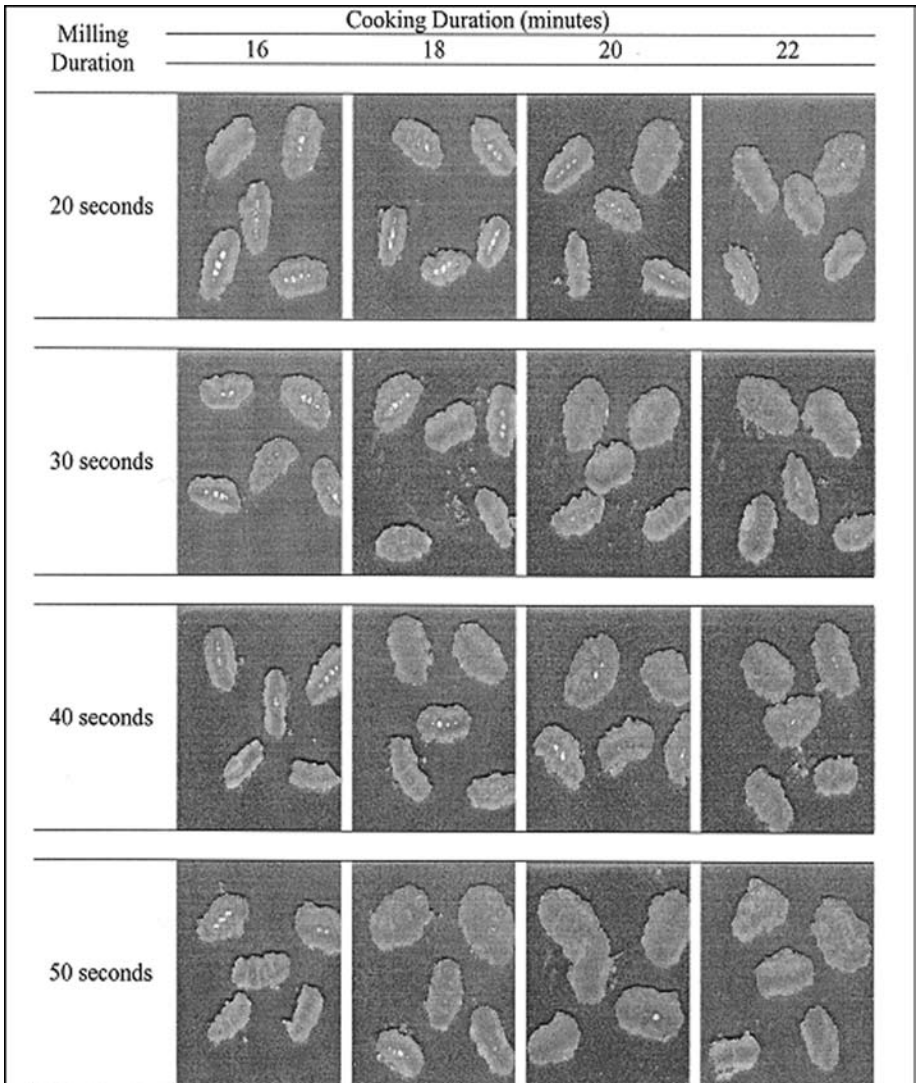 Cooking Duration (minutes)
Milling
Duration
16 18 20 22
20 seconds
30 seconds
40 seconds
50 seconds